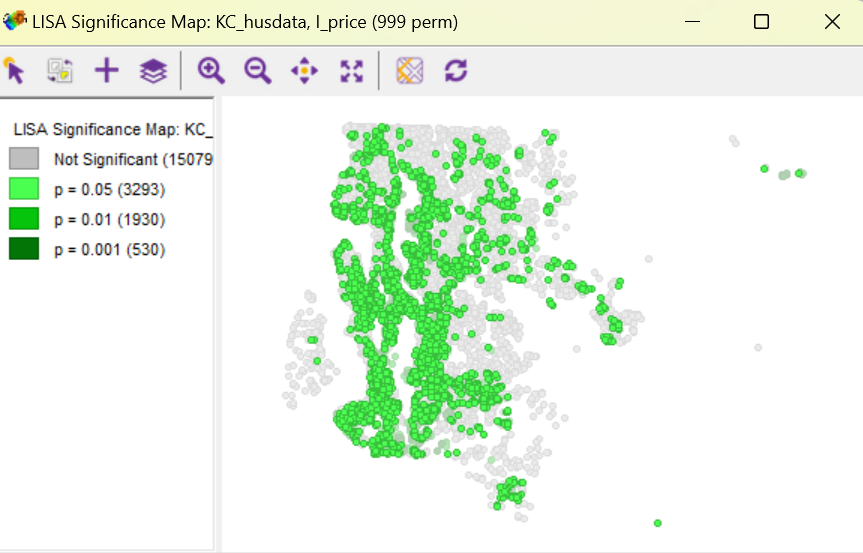 LISA Significance Map: KC_husdata, I_price (999 perm)
LISA Significance Map: KC_
Not Significant (15079
p = 0.05 (3293)
p = 0.01 (1930)
p = 0.001 (530)